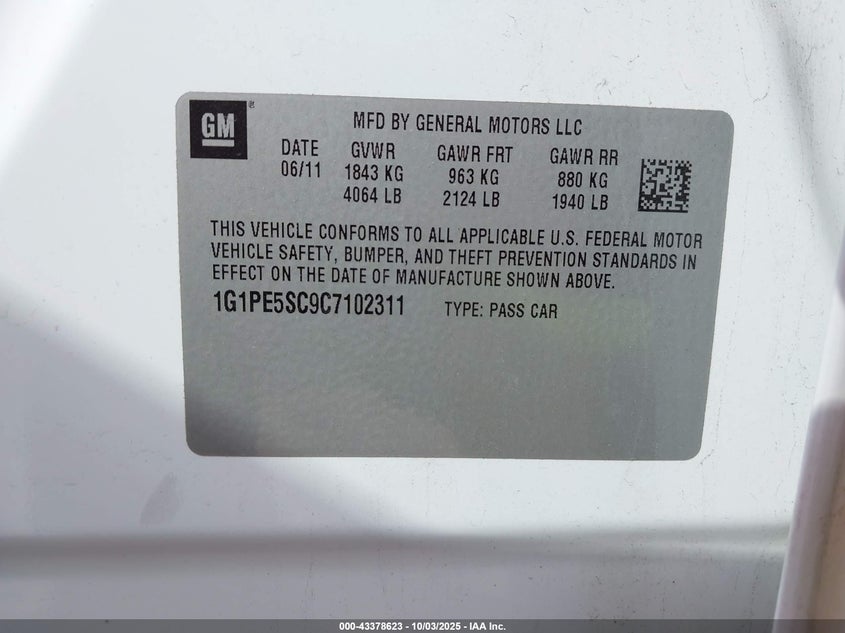 GM®
MFD BY GENERAL MOTORS LLC
DATE GVWR GAWR FRT GAWR RR
06/11 1843 KG 963 KG 880 KG
4064 LB 2124 LB 1940 LB
THIS VEHICLE CONFORMS TO ALL APPLICABLE U.S. FEDERAL MOTOR
VEHICLE SAFETY, BUMPER, AND THEFT PREVENTION STANDARDS IN
EFFECT ON THE DATE OF MANUFACTURE SHOWN ABOVE.
1G1PE5SC9C7102311 TYPE: PASS CAR
000-43378623 - 10/03/2025 - IAA Inc.